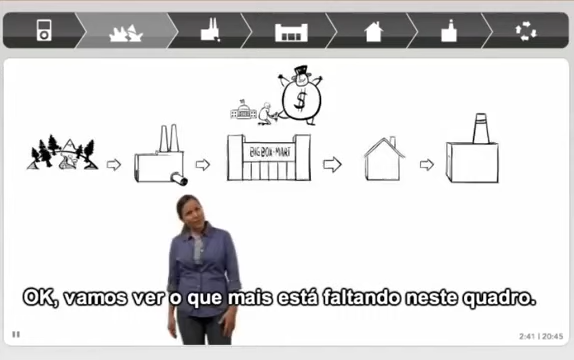 $
BIG BOX-MART
OK, vamos ver o que mais está faltando neste quadro.
2:41 | 20:45